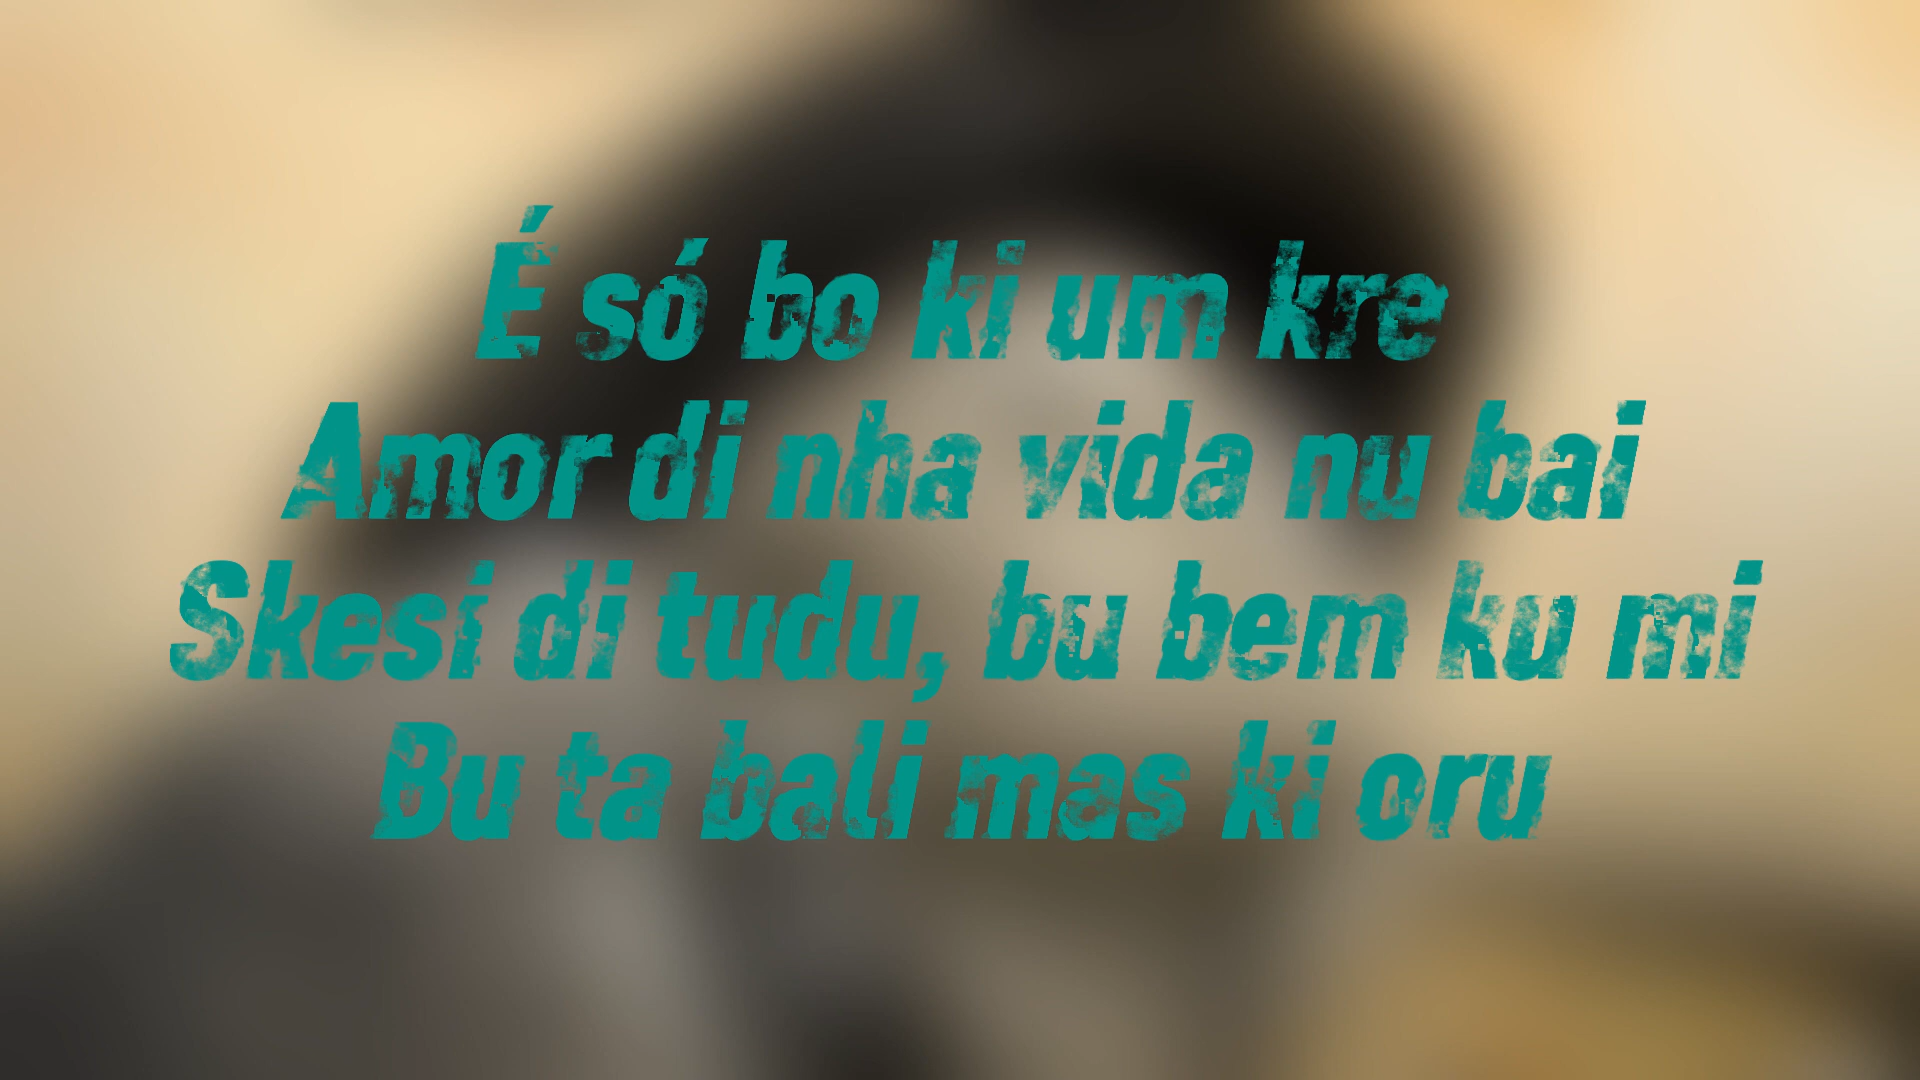 É só bo ki um kre
Amor di nha vida nu bai
Skesi di tudu, bu bem ku mi
Bu ta bali mas ki oru